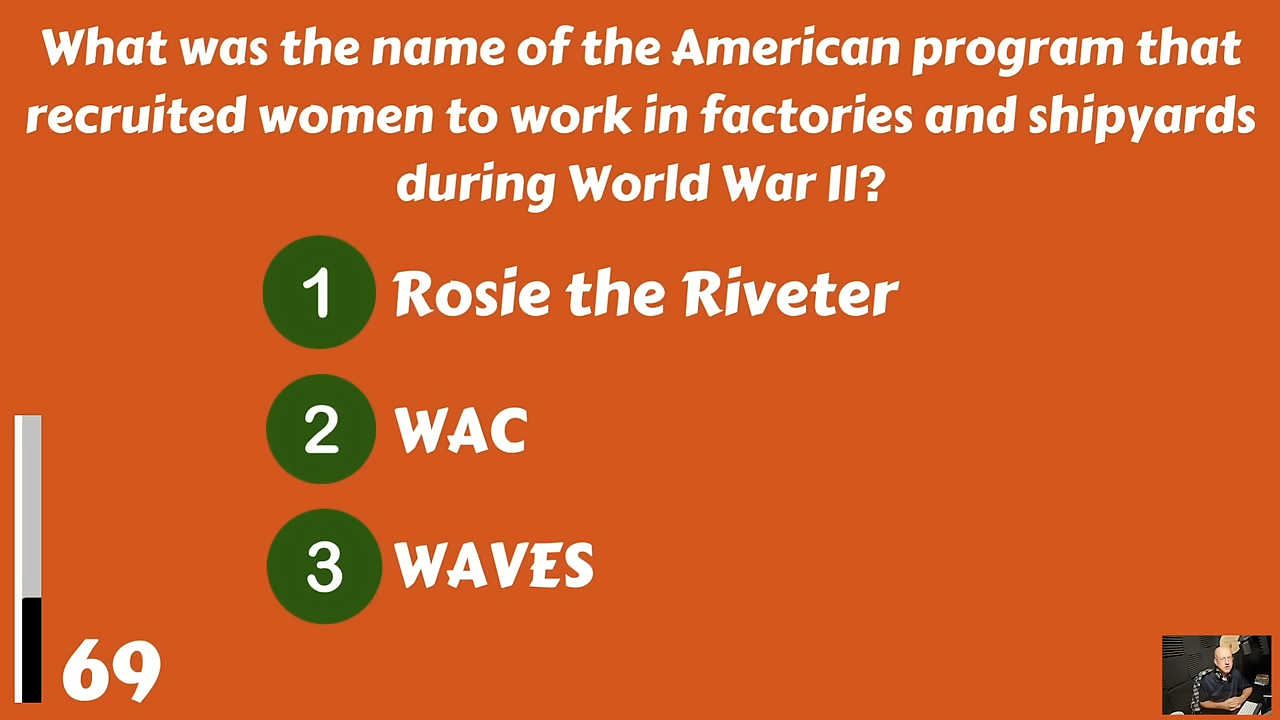 What was the name of the American program that
recruited women to work in factories and shipyards
during World War II?
1 Rosie the Riveter
2 WAC
3 WAVES
69